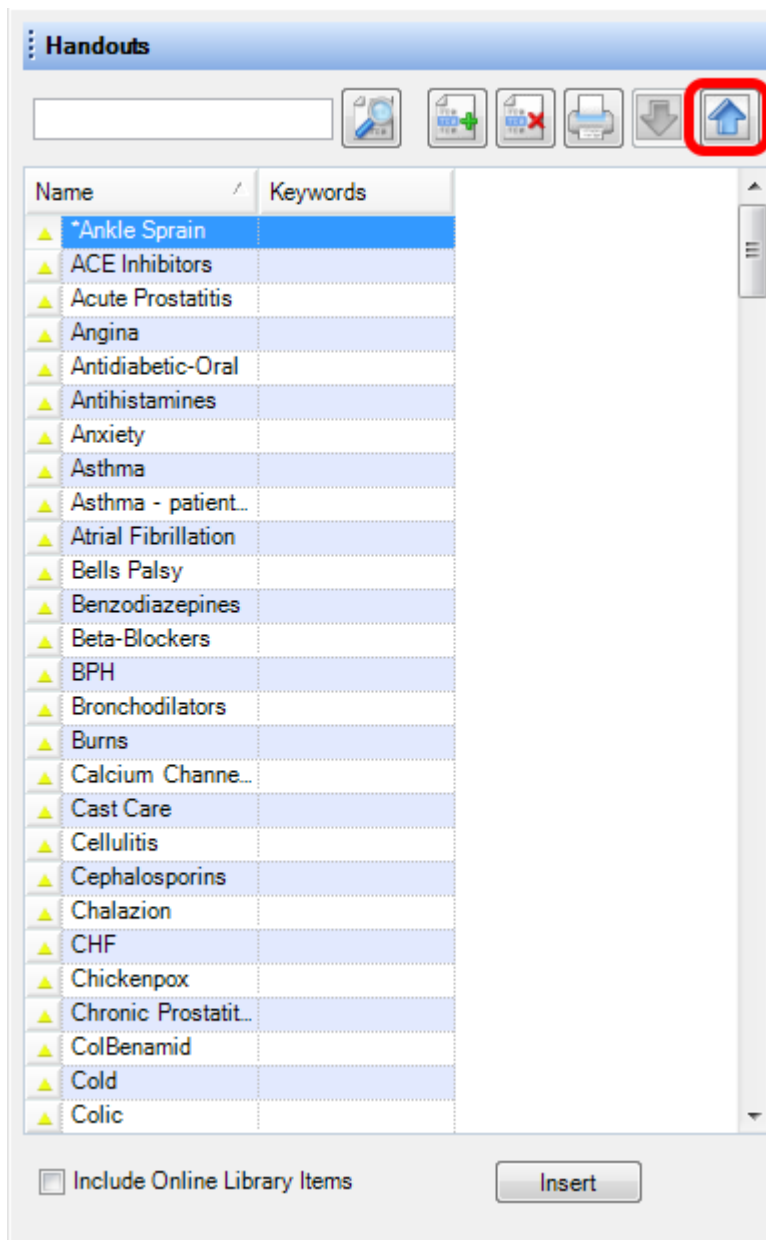 Handouts
Name Keywords
*Ankle Sprain
ACE Inhibitors
Acute Prostatitis
Angina
Antidiabetic-Oral
Antihistamines
Anxiety
Asthma
Asthma - patient...
Atrial Fibrillation
Bells Palsy
Benzodiazepines
Beta-Blockers
BPH
Bronchodilators
Burns
Calcium Channe...
Cast Care
Cellulitis
Cephalosporins
Chalazion
CHF
Chickenpox
Chronic Prostatit...
ColBenamid
Cold
Colic
Include Online Library Items Insert